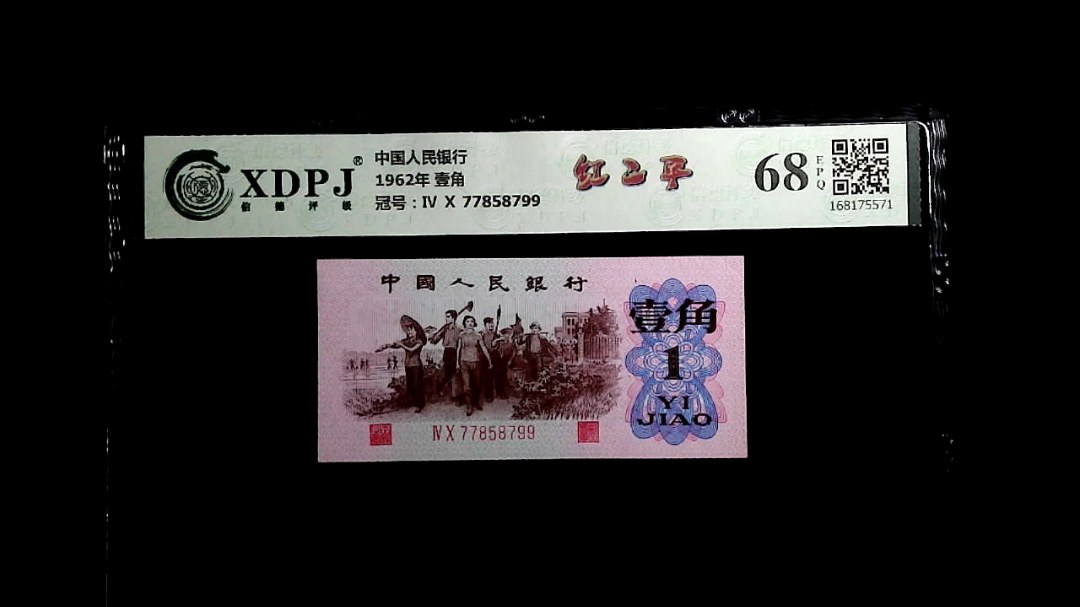 XDPJ®
信德评级
中国人民银行
1962年 壹角
冠号：Ⅳ X 77858799
红二平
68
EPQ
168175571
中國人民銀行
壹角
1
YI
JIAO
Ⅳ X 77858799